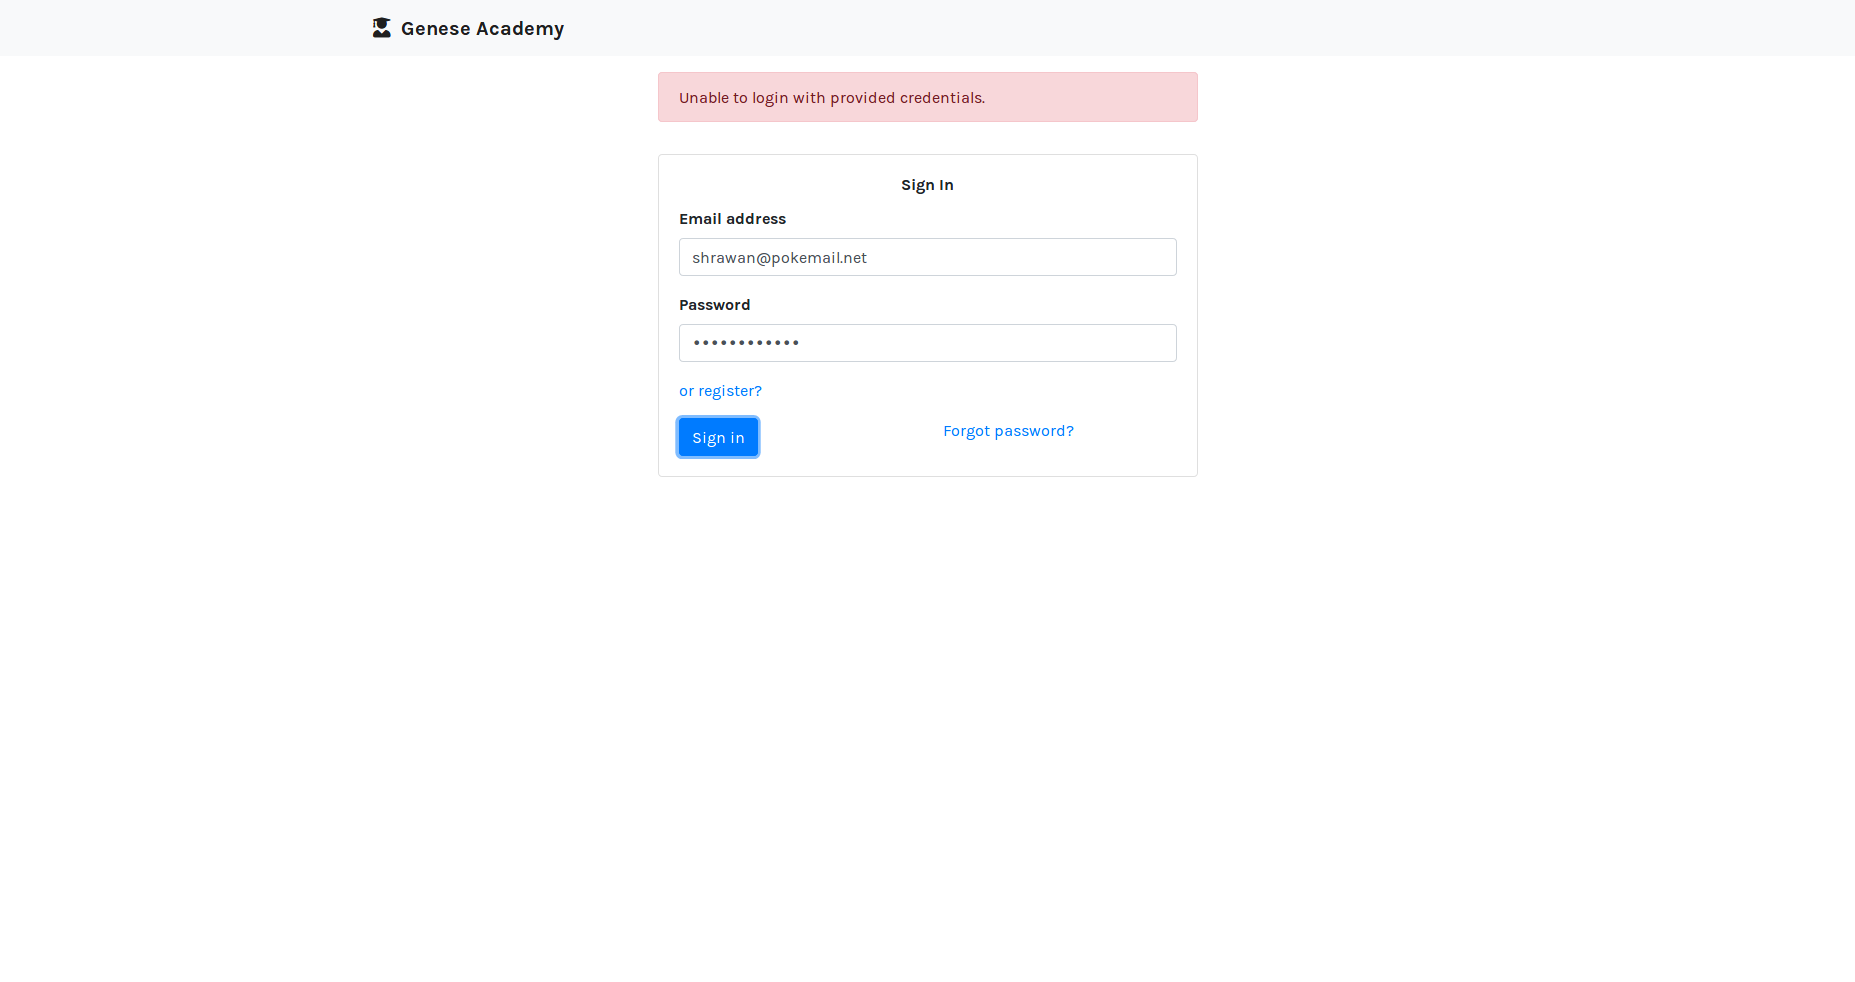 Genese Academy
Unable to login with provided credentials.
Sign In
Email address
shrawan@pokemail.net
Password
••••••••••••
or register?
Sign in
Forgot password?